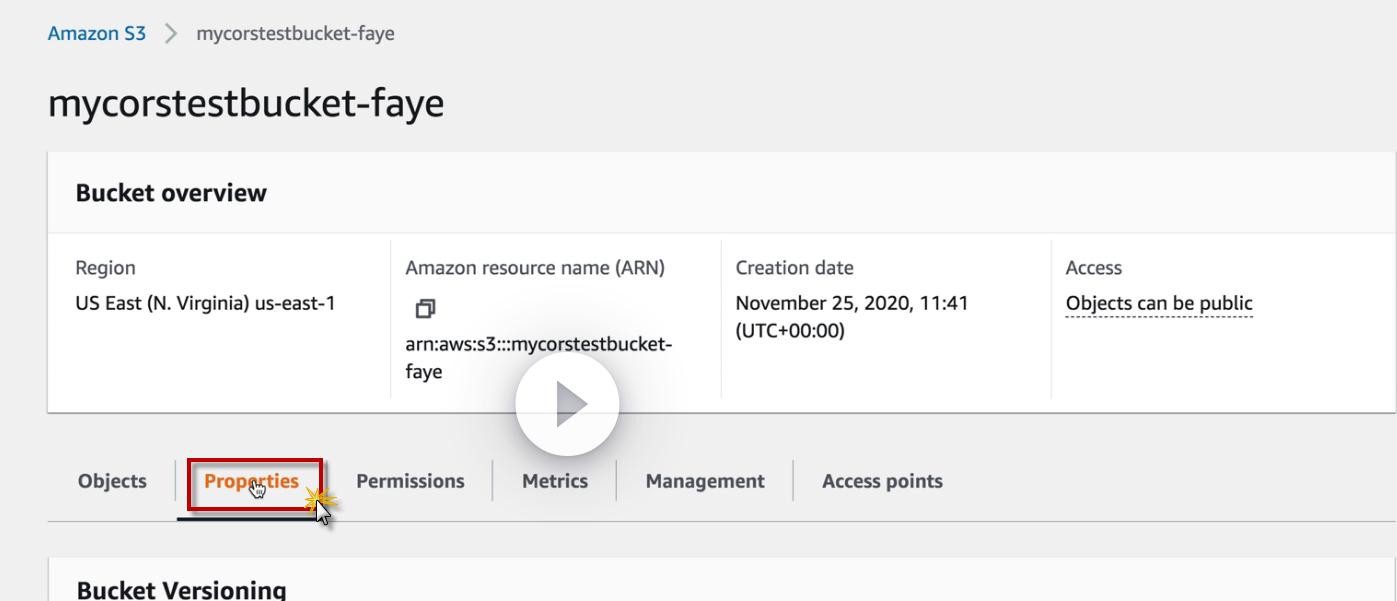 Amazon S3 > mycorstestbucket-faye
mycorstestbucket-faye
Bucket overview
Region
US East (N. Virginia) us-east-1
Amazon resource name (ARN)
arn:aws:s3:::mycorstestbucket-
faye
Creation date
November 25, 2020, 11:41
(UTC+00:00)
Access
Objects can be public
Objects Properties Permissions Metrics Management Access points
Bucket Versioning